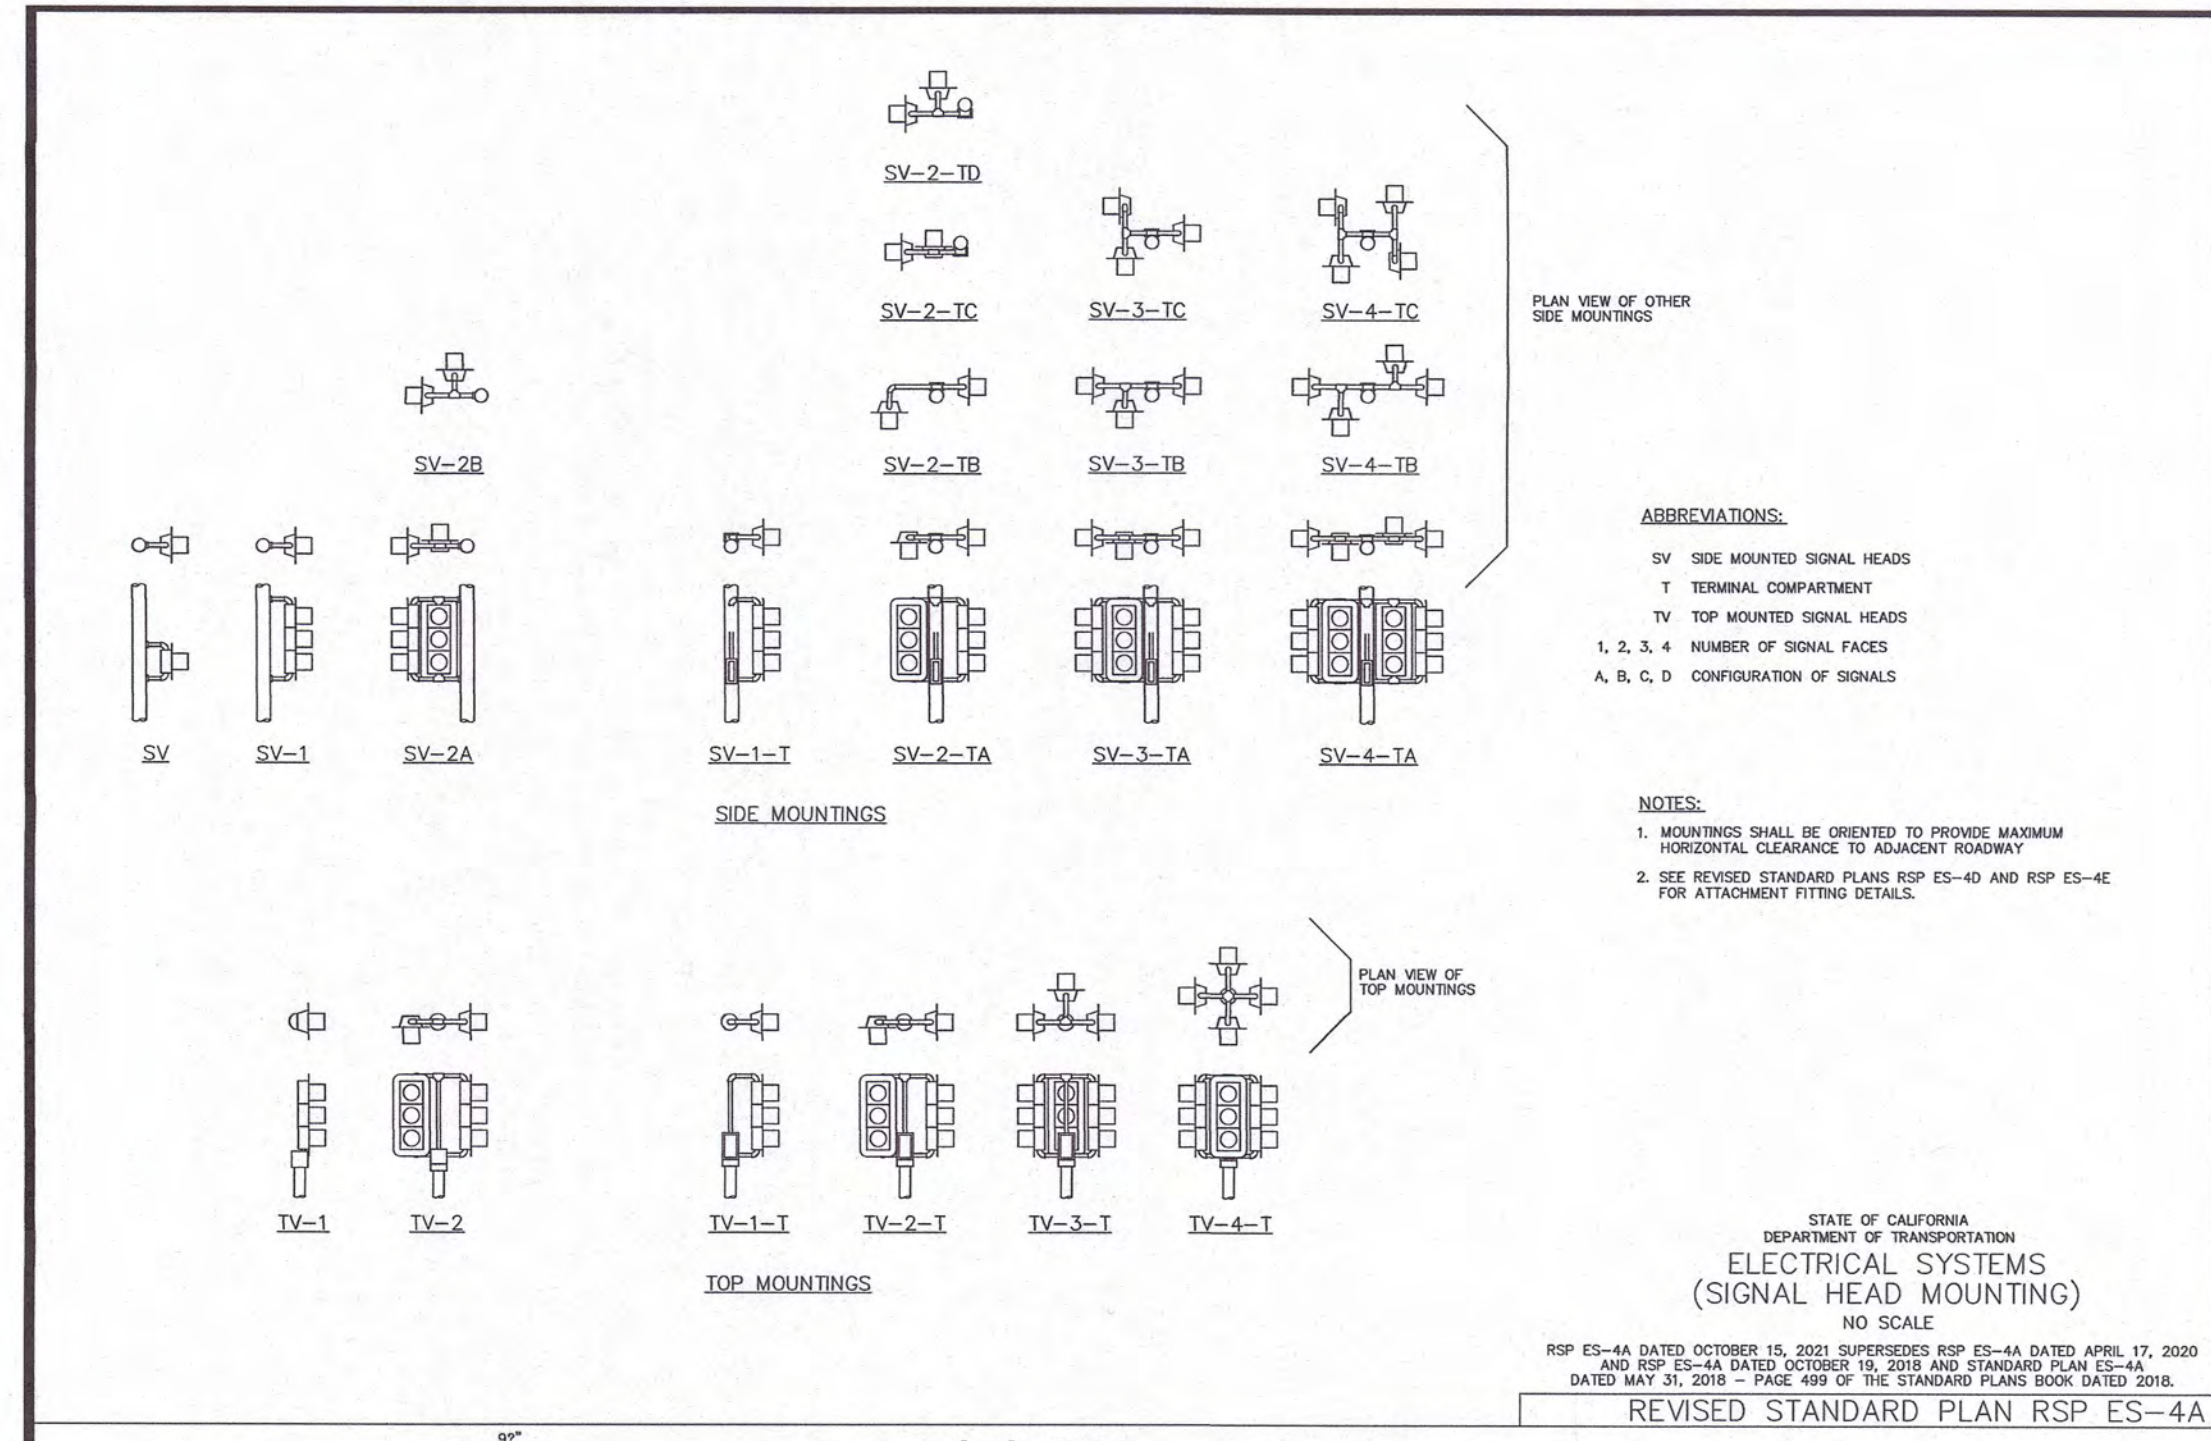 SV-2-TD
SV-2-TC
SV-3-TC
SV-4-TC
PLAN VIEW OF OTHER
SIDE MOUNTINGS
SV-2B
SV-2-TB
SV-3-TB
SV-4-TB
SV
SV-1
SV-2A
SV-1-T
SV-2-TA
SV-3-TA
SV-4-TA
SIDE MOUNTINGS
ABBREVIATIONS:
SV SIDE MOUNTED SIGNAL HEADS
T TERMINAL COMPARTMENT
TV TOP MOUNTED SIGNAL HEADS
1, 2, 3, 4 NUMBER OF SIGNAL FACES
A, B, C, D CONFIGURATION OF SIGNALS
NOTES:
1. MOUNTINGS SHALL BE ORIENTED TO PROVIDE MAXIMUM
HORIZONTAL CLEARANCE TO ADJACENT ROADWAY
2. SEE REVISED STANDARD PLANS RSP ES-4D AND RSP ES-4E
FOR ATTACHMENT FITTING DETAILS.
PLAN VIEW OF
TOP MOUNTINGS
TV-1
TV-2
TV-1-T
TV-2-T
TV-3-T
TV-4-T
TOP MOUNTINGS
STATE OF CALIFORNIA
DEPARTMENT OF TRANSPORTATION
ELECTRICAL SYSTEMS
(SIGNAL HEAD MOUNTING)
NO SCALE
RSP ES-4A DATED OCTOBER 15, 2021 SUPERSEDES RSP ES-4A DATED APRIL 17, 2020
AND RSP ES-4A DATED OCTOBER 19, 2018 AND STANDARD PLAN ES-4A
DATED MAY 31, 2018 - PAGE 499 OF THE STANDARD PLANS BOOK DATED 2018.
REVISED STANDARD PLAN RSP ES-4A